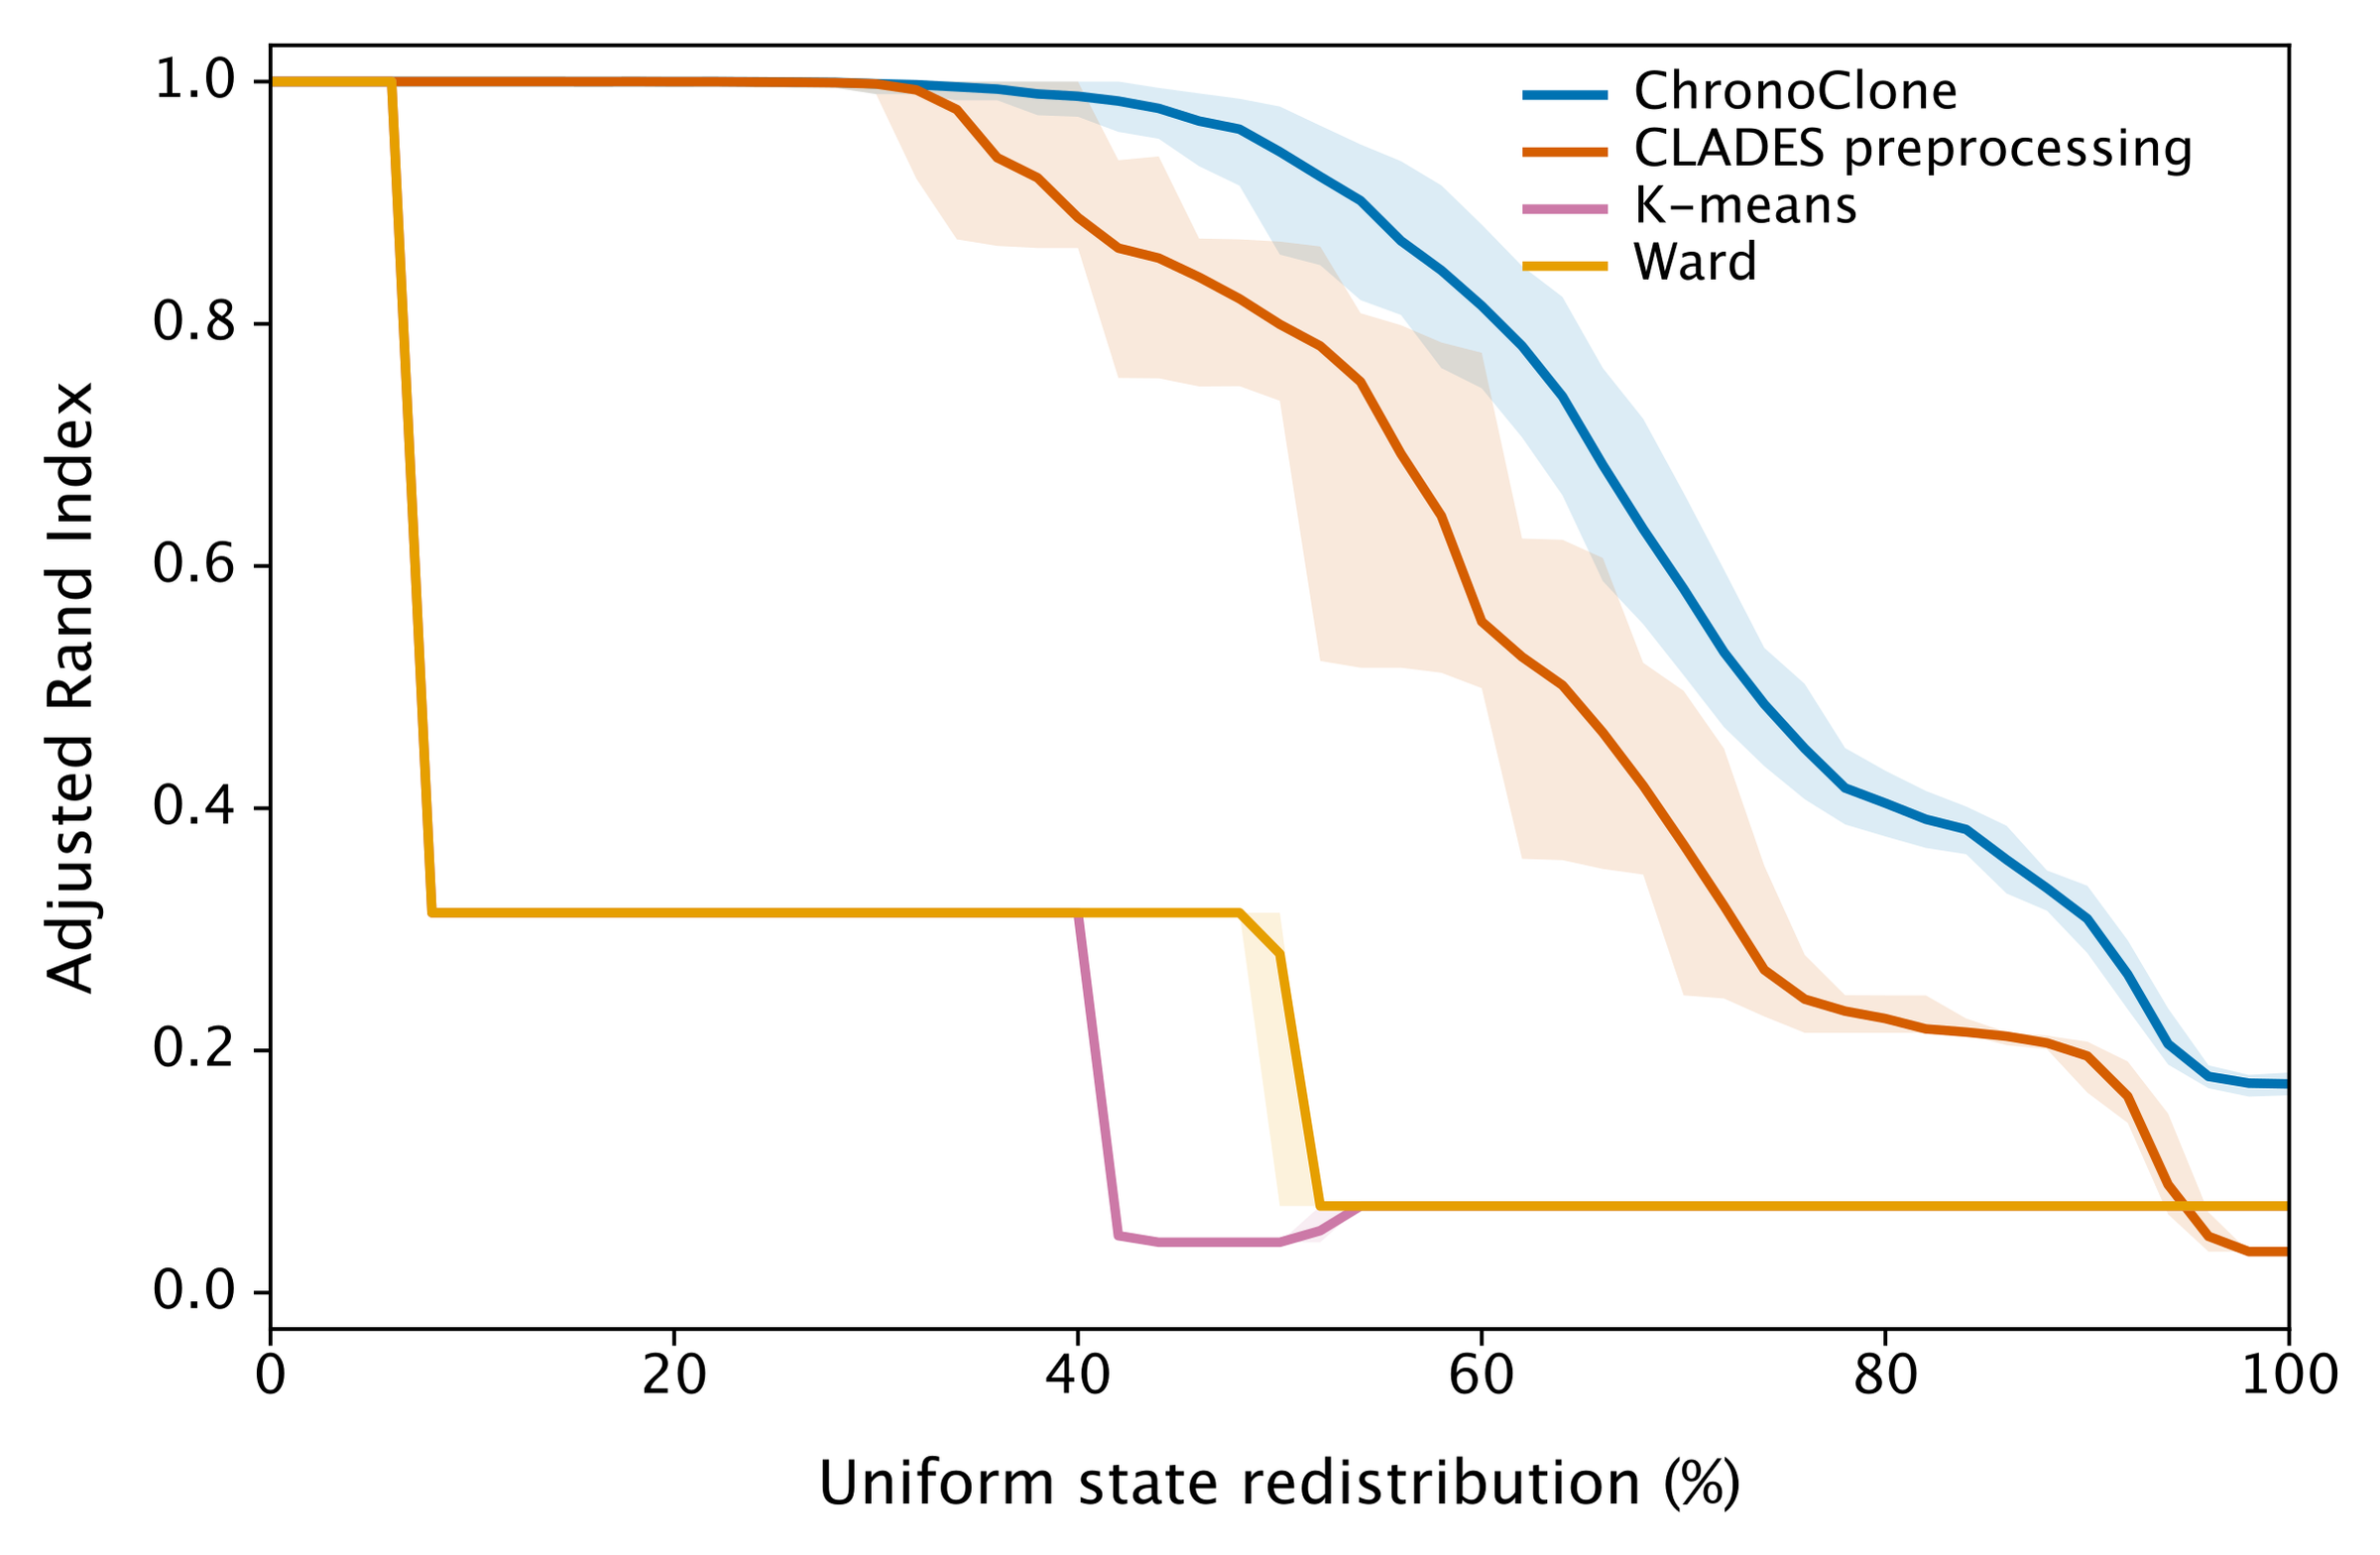 ChronoClone
CLADES preprocessing
K-means
Ward
Adjusted Rand Index
1.0
0.8
0.6
0.4
0.2
0.0
0 20 40 60 80 100
Uniform state redistribution (%)